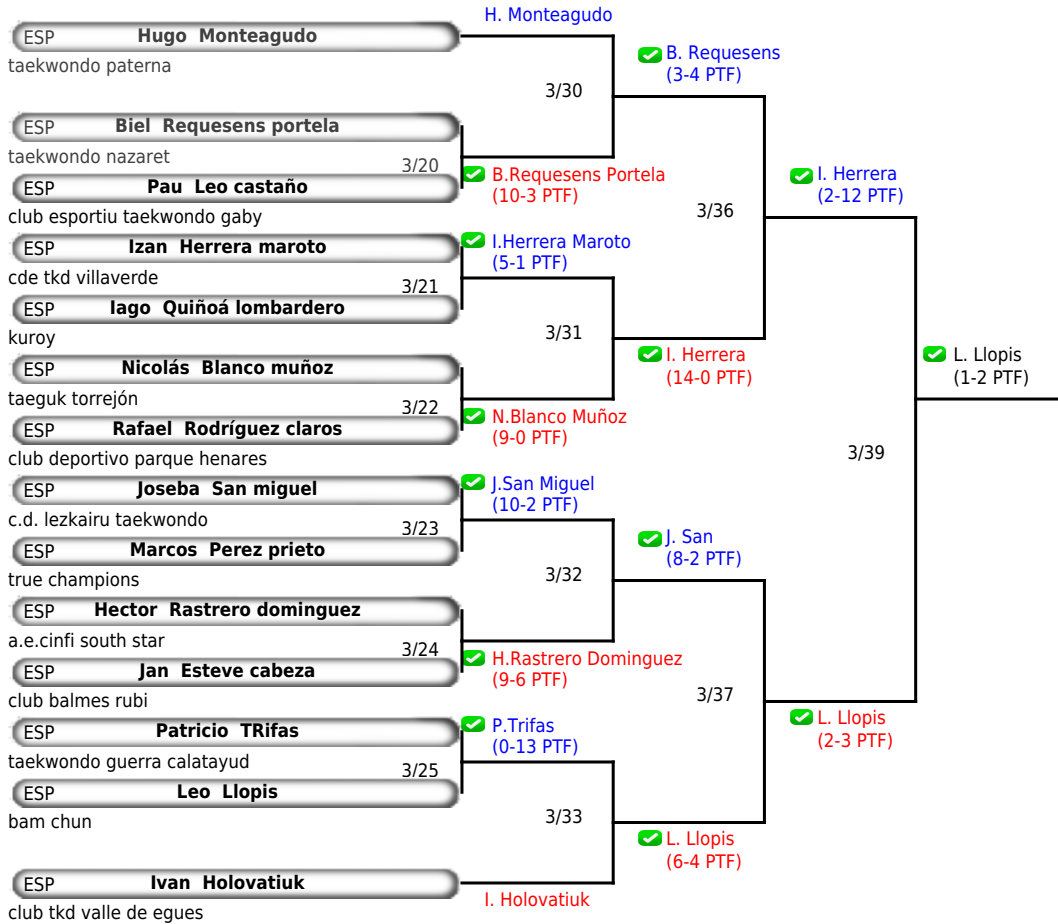 H. Monteagudo
ESP Hugo Monteagudo
taekwondo paterna
B. Requesens
(3-4 PTF)
3/30
ESP Biel Requesens portela
taekwondo nazaret
3/20
B.Requesens Portela
(10-3 PTF)
ESP Pau Leo castaño
club esportiu taekwondo gaby
I. Herrera
(2-12 PTF)
3/36
ESP Izan Herrera maroto
cde tkd villaverde
I.Herrera Maroto
(5-1 PTF)
3/21
ESP Iago Quiñoá lombardero
kuroy
3/31
I. Herrera
(14-0 PTF)
ESP Nicolás Blanco muñoz
taeguk torrejón
3/22
N.Blanco Muñoz
(9-0 PTF)
ESP Rafael Rodríguez claros
club deportivo parque henares
L. Llopis
(1-2 PTF)
3/39
ESP Joseba San miguel
c.d. lezkairu taekwondo
J.San Miguel
(10-2 PTF)
3/23
ESP Marcos Perez prieto
true champions
J. San
(8-2 PTF)
3/32
ESP Hector Rastrero dominguez
a.e.cinfi south star
3/24
H.Rastrero Dominguez
(9-6 PTF)
ESP Jan Esteve cabeza
club balmes rubi
3/37
L. Llopis
(2-3 PTF)
ESP Patricio TRifas
taekwondo guerra calatayud
P.Trifas
(0-13 PTF)
3/25
ESP Leo Llopis
bam chun
3/33
L. Llopis
(6-4 PTF)
ESP Ivan Holovatiuk
club tkd valle de egues
I. Holovatiuk